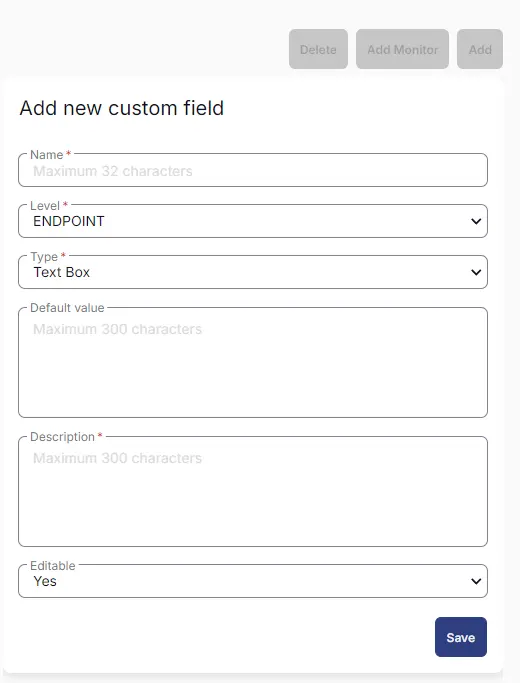 Delete Add Monitor Add
Add new custom field
Name *
Maximum 32 characters
Level *
ENDPOINT
Type *
Text Box
Default value
Maximum 300 characters
Description *
Maximum 300 characters
Editable
Yes
Save